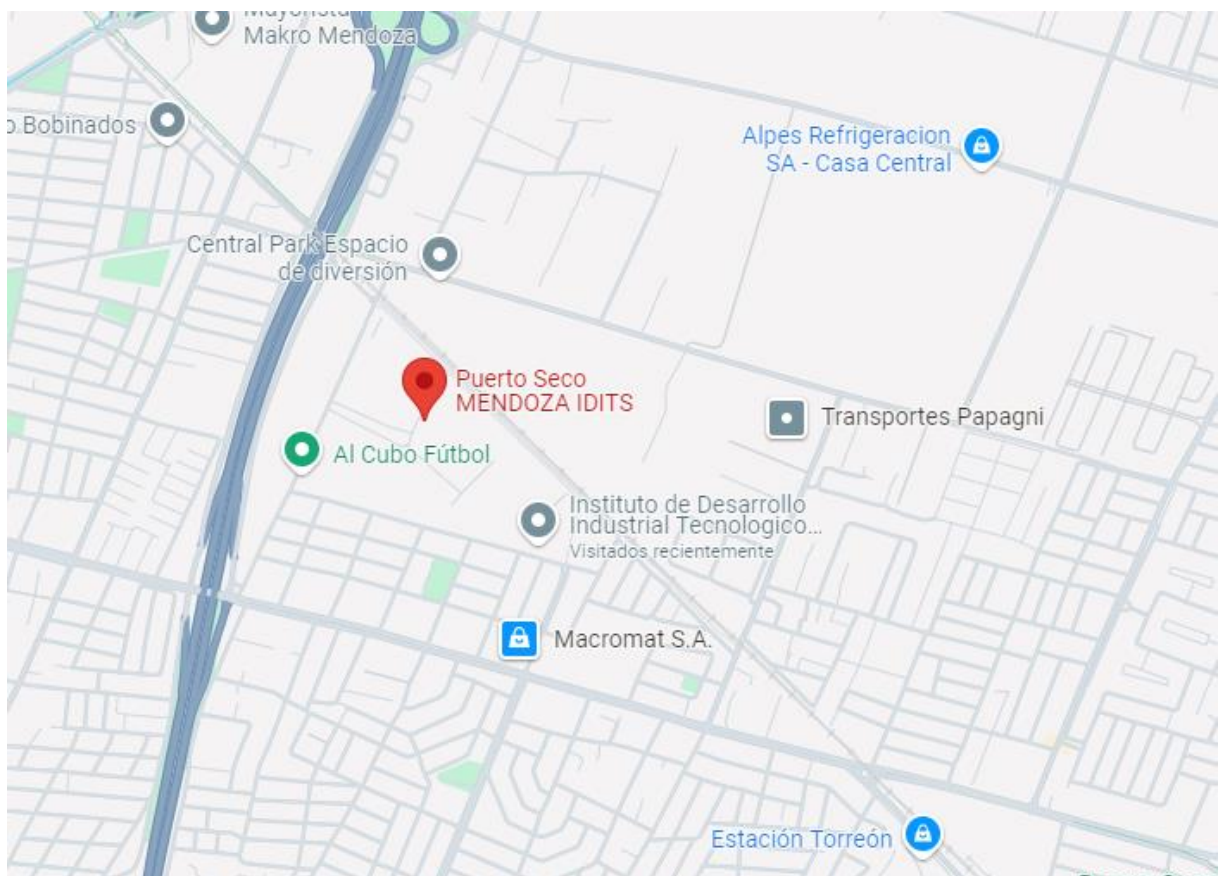 Mayorista
Makro Mendoza
o Bobinados
Alpes Refrigeracion
SA - Casa Central
Central Park Espacio
de diversión
Puerto Seco
MENDOZA IDITS
Transportes Papagni
Al Cubo Fútbol
Instituto de Desarrollo
Industrial Tecnologico...
Visitados recientemente
Macromat S.A.
Estación Torreón